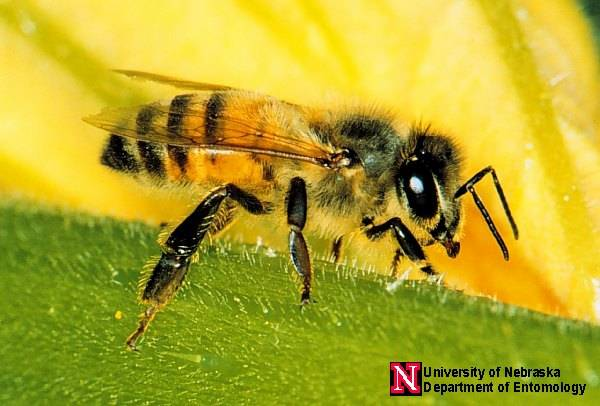 N University of Nebraska
Department of Entomology